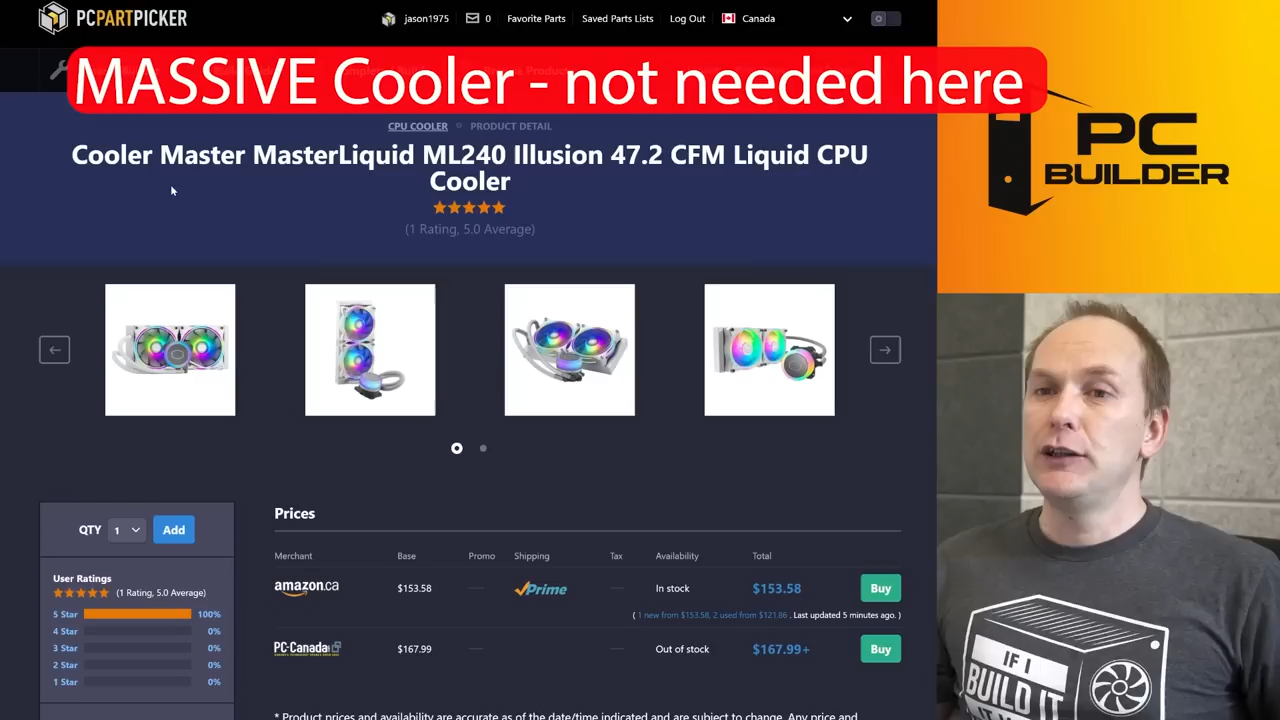 PCPARTPICKER
jason1975
0
Favorite Parts
Saved Parts Lists
Log Out
Canada
MASSIVE Cooler - not needed here
CPU COOLER
PRODUCT DETAIL
Cooler Master MasterLiquid ML240 Illusion 47.2 CFM Liquid CPU
Cooler
(1 Rating, 5.0 Average)
PC
BUILDER
QTY 1 Add
User Ratings
(1 Rating, 5.0 Average)
5 Star 100%
4 Star 0%
3 Star 0%
2 Star 0%
1 Star 0%
Prices
Merchant Base Promo Shipping Tax Availability Total
amazon.ca $153.58 — Prime — In stock $153.58 Buy
( 1 new from $153.58, 2 used from $121.86. Last updated 5 minutes ago. )
PC-Canada $167.99 — — Out of stock $167.99+ Buy
* Product prices and availability are accurate as of the date/time indicated and are subject to change. Any price and
IF I
BUILD IT